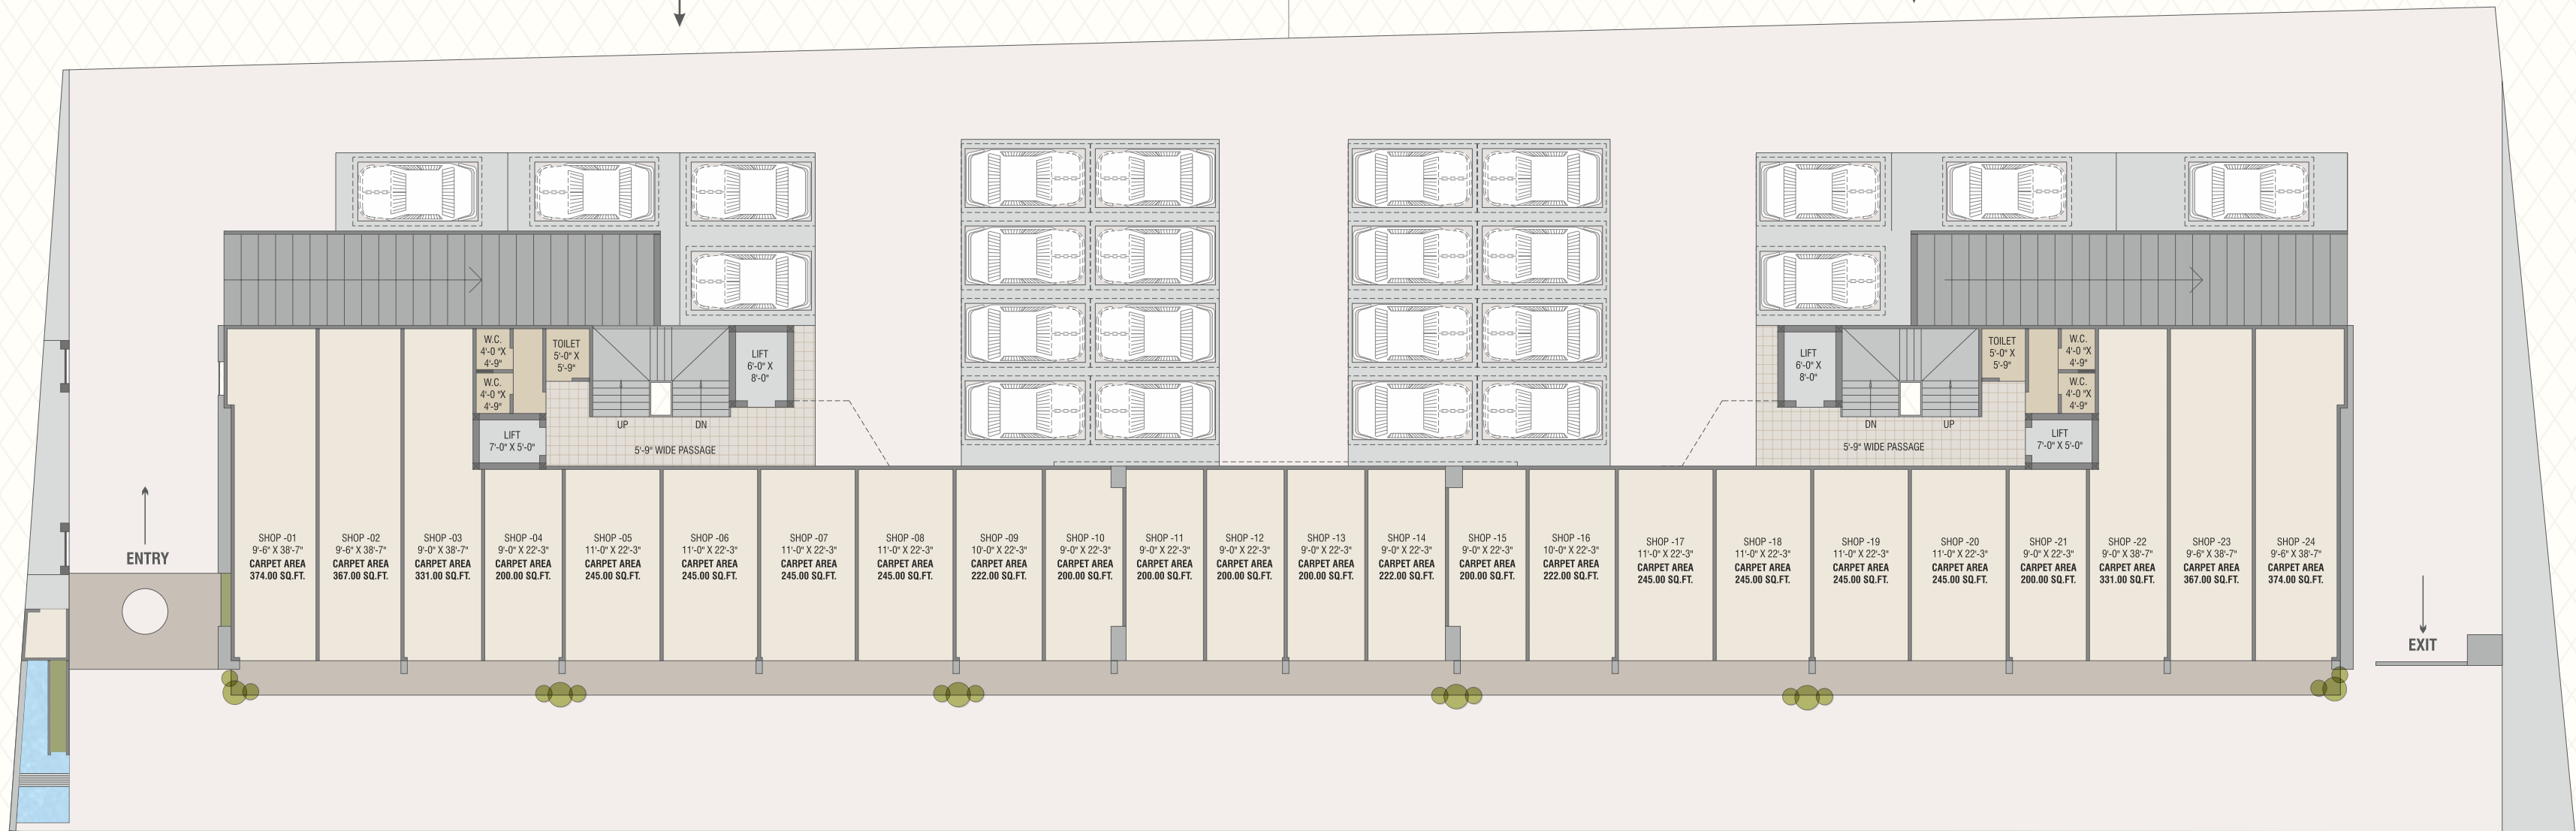 W.C.
4'-0 "X
4'-9"
W.C.
4'-0 "X
4'-9"
TOILET
5'-0" X
5'-9"
LIFT
6'-0" X
8'-0"
LIFT
7'-0" X 5'-0"
UP
DN
5'-9" WIDE PASSAGE
LIFT
6'-0" X
8'-0"
TOILET
5'-0" X
5'-9"
W.C.
4'-0 "X
4'-9"
W.C.
4'-0 "X
4'-9"
DN
UP
LIFT
7'-0" X 5'-0"
5'-9" WIDE PASSAGE
ENTRY
SHOP -01
9'-6" X 38'-7"
CARPET AREA
374.00 SQ.FT.
SHOP -02
9'-6" X 38'-7"
CARPET AREA
367.00 SQ.FT.
SHOP -03
9'-0" X 38'-7"
CARPET AREA
331.00 SQ.FT.
SHOP -04
9'-0" X 22'-3"
CARPET AREA
200.00 SQ.FT.
SHOP -05
11'-0" X 22'-3"
CARPET AREA
245.00 SQ.FT.
SHOP -06
11'-0" X 22'-3"
CARPET AREA
245.00 SQ.FT.
SHOP -07
11'-0" X 22'-3"
CARPET AREA
245.00 SQ.FT.
SHOP -08
11'-0" X 22'-3"
CARPET AREA
245.00 SQ.FT.
SHOP -09
10'-0" X 22'-3"
CARPET AREA
222.00 SQ.FT.
SHOP -10
9'-0" X 22'-3"
CARPET AREA
200.00 SQ.FT.
SHOP -11
9'-0" X 22'-3"
CARPET AREA
200.00 SQ.FT.
SHOP -12
9'-0" X 22'-3"
CARPET AREA
200.00 SQ.FT.
SHOP -13
9'-0" X 22'-3"
CARPET AREA
200.00 SQ.FT.
SHOP -14
9'-0" X 22'-3"
CARPET AREA
222.00 SQ.FT.
SHOP -15
9'-0" X 22'-3"
CARPET AREA
200.00 SQ.FT.
SHOP -16
10'-0" X 22'-3"
CARPET AREA
222.00 SQ.FT.
SHOP -17
11'-0" X 22'-3"
CARPET AREA
245.00 SQ.FT.
SHOP -18
11'-0" X 22'-3"
CARPET AREA
245.00 SQ.FT.
SHOP -19
11'-0" X 22'-3"
CARPET AREA
245.00 SQ.FT.
SHOP -20
11'-0" X 22'-3"
CARPET AREA
245.00 SQ.FT.
SHOP -21
9'-0" X 22'-3"
CARPET AREA
200.00 SQ.FT.
SHOP -22
9'-0" X 38'-7"
CARPET AREA
331.00 SQ.FT.
SHOP -23
9'-6" X 38'-7"
CARPET AREA
367.00 SQ.FT.
SHOP -24
9'-6" X 38'-7"
CARPET AREA
374.00 SQ.FT.
EXIT